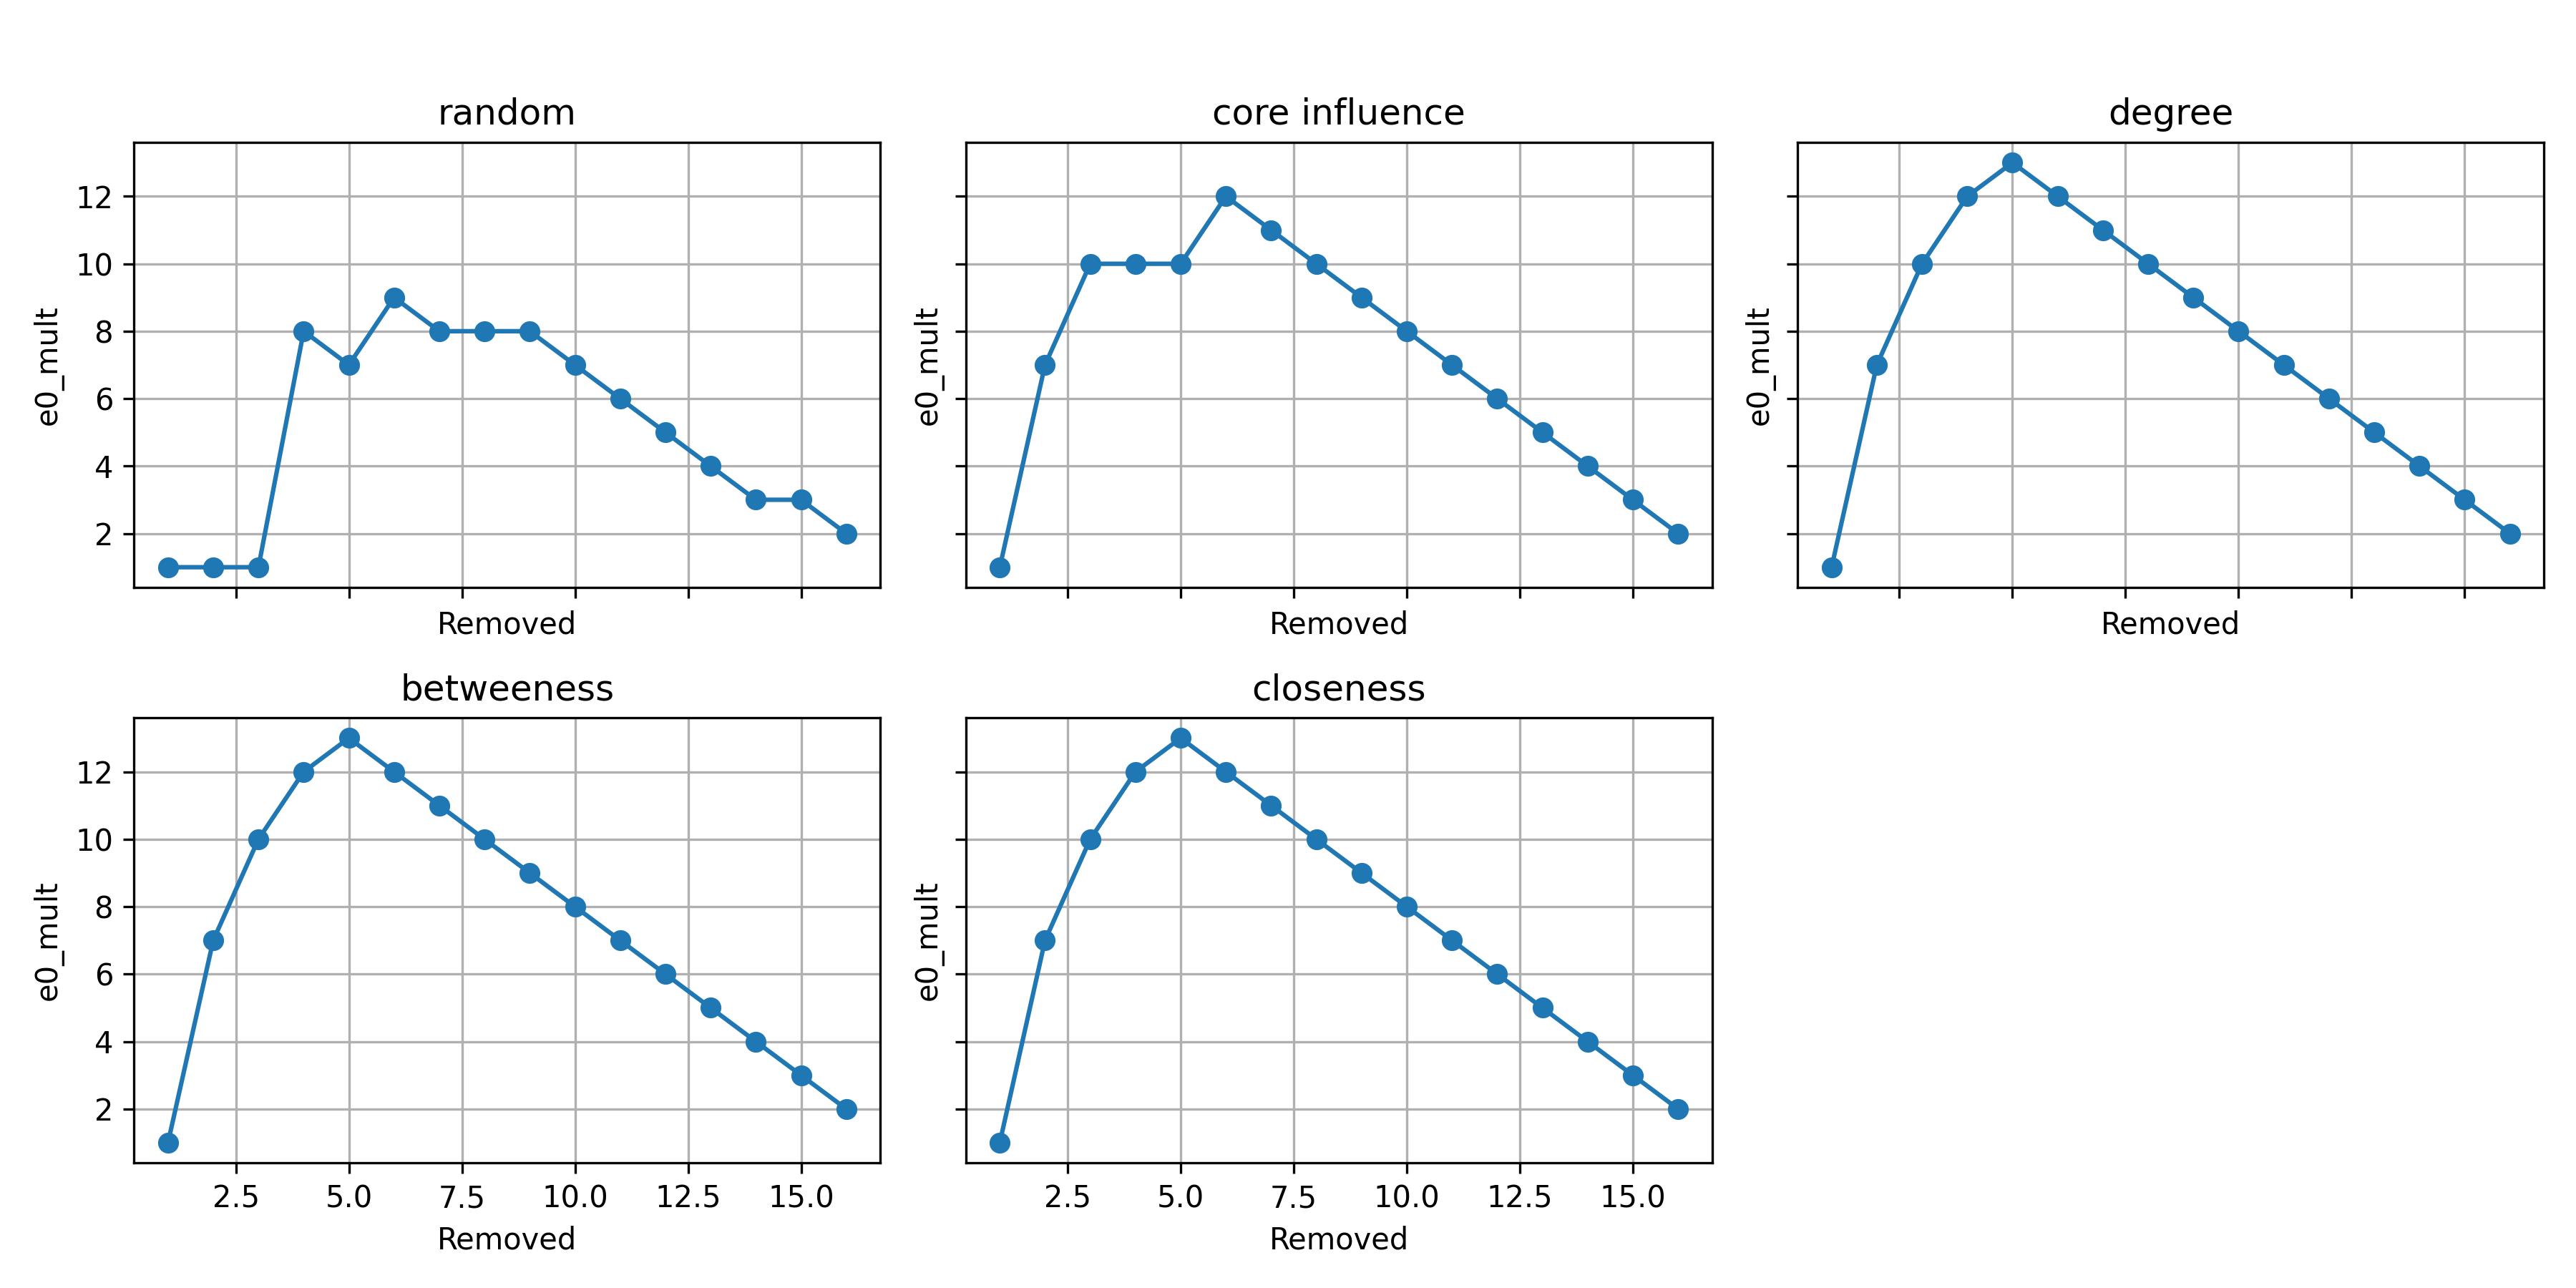 random
core influence
degree
12
10
8
6
4
2
e0_mult
e0_mult
e0_mult
Removed
Removed
Removed
betweeness
closeness
12
10
8
6
4
2
e0_mult
e0_mult
2.5 5.0 7.5 10.0 12.5 15.0
2.5 5.0 7.5 10.0 12.5 15.0
Removed
Removed